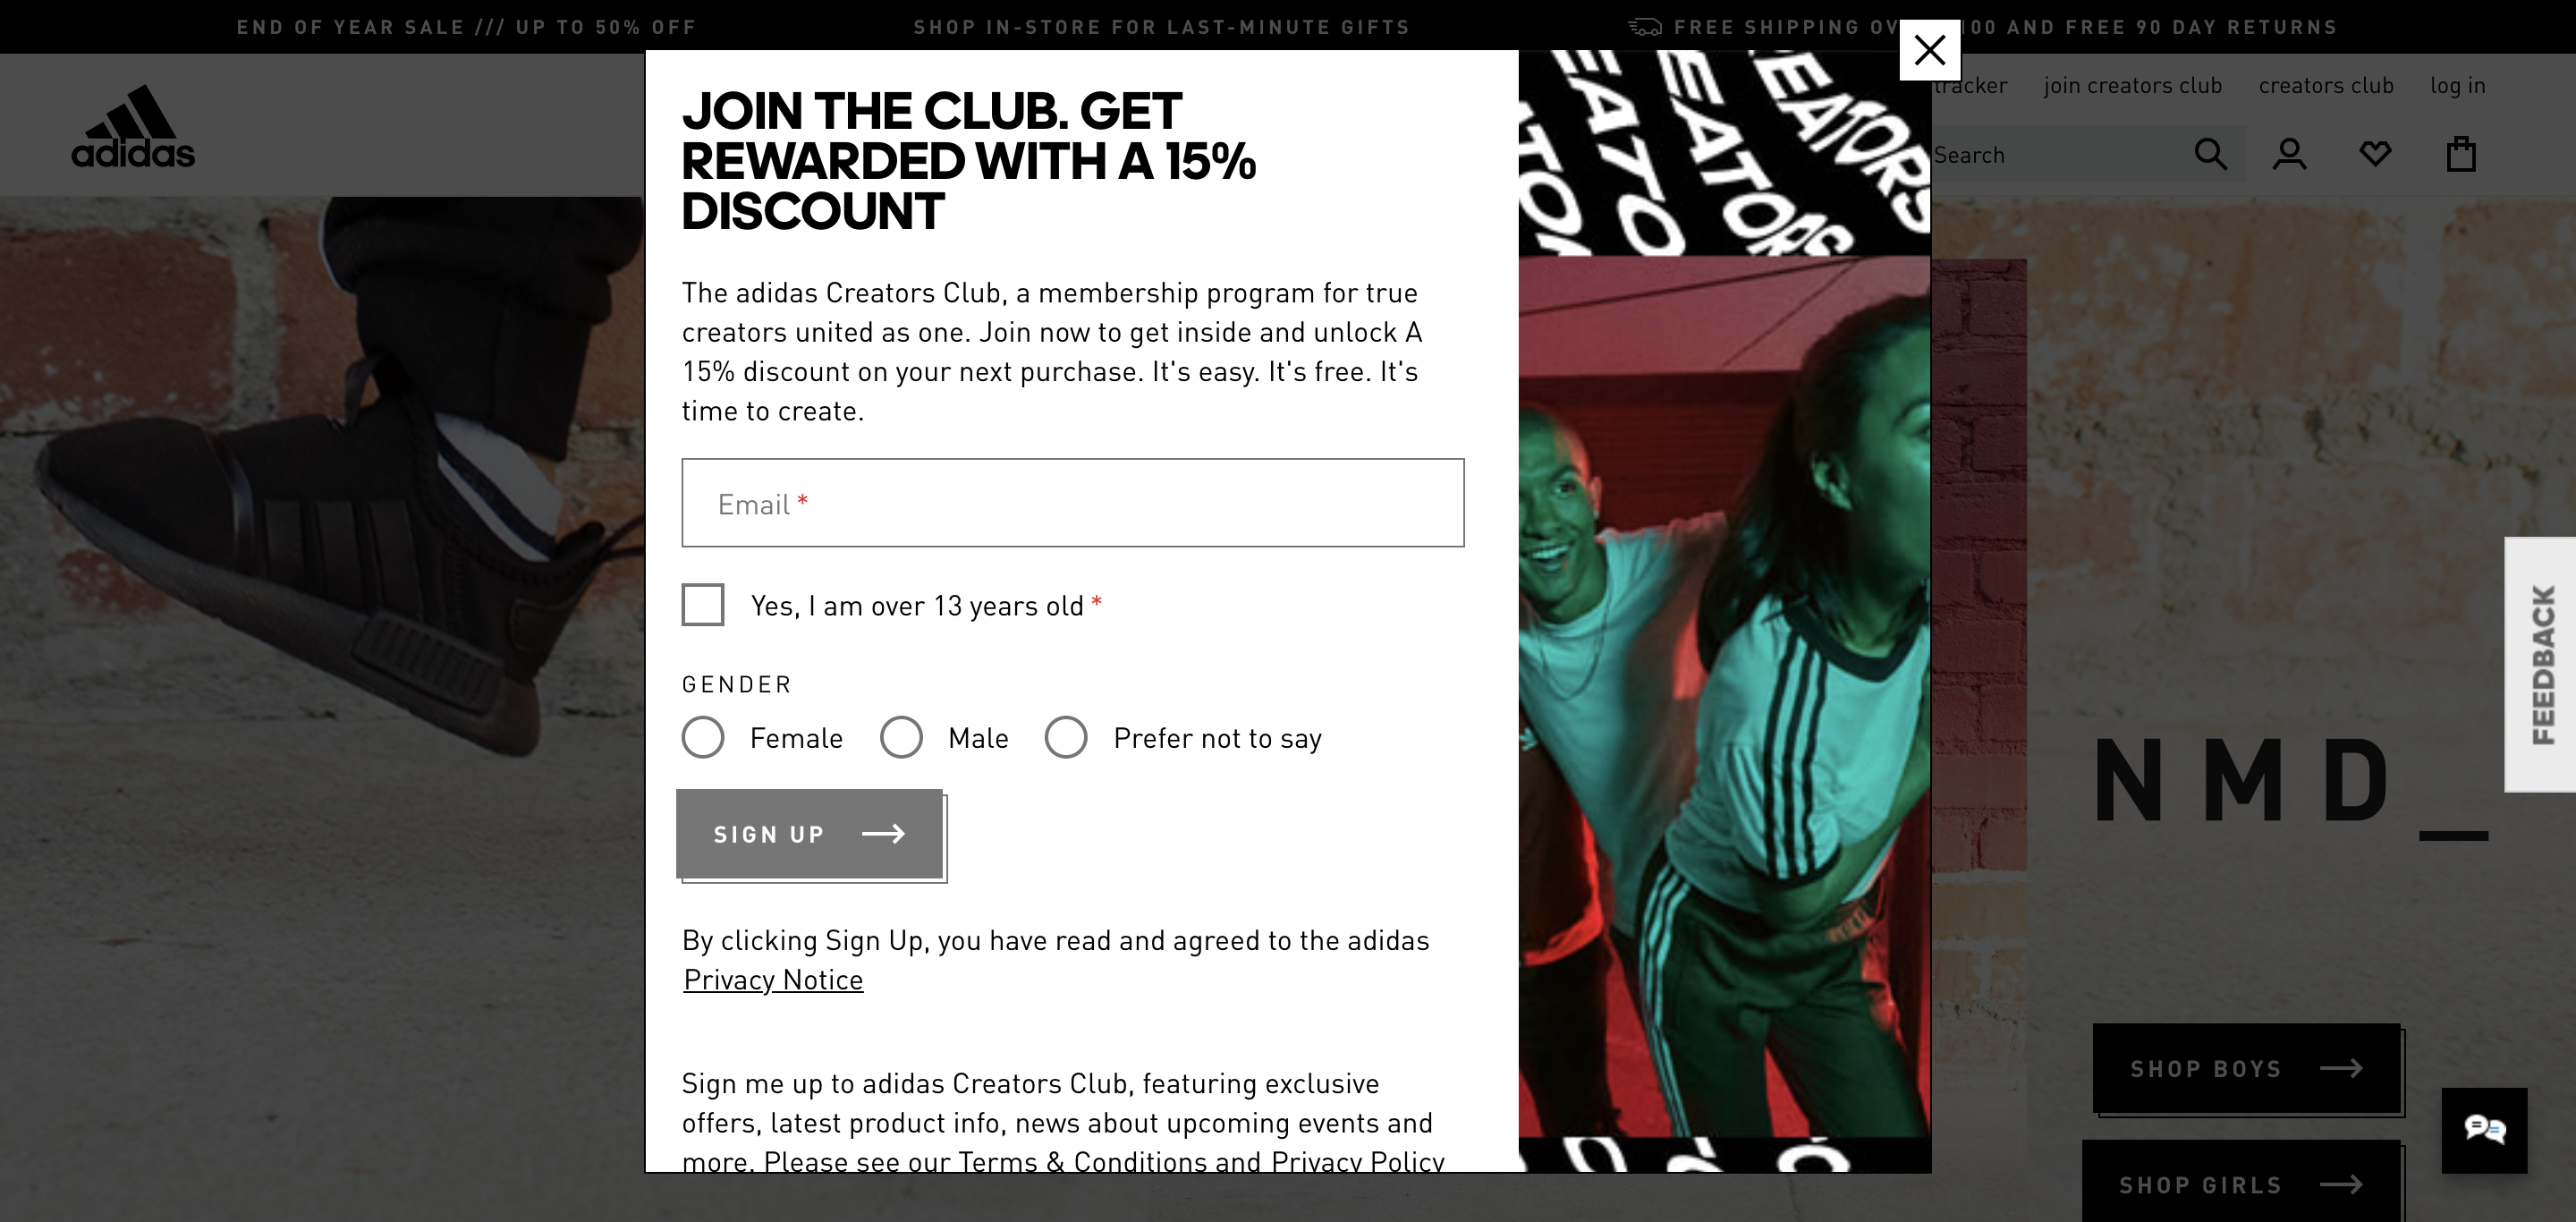 END OF YEAR SALE /// UP TO 50% OFF
SHOP IN-STORE FOR LAST-MINUTE GIFTS
FREE SHIPPING OV 100 AND FREE 90 DAY RETURNS
tracker
join creators club
creators club
log in
adidas
Search
JOIN THE CLUB. GET
REWARDED WITH A 15%
DISCOUNT
The adidas Creators Club, a membership program for true
creators united as one. Join now to get inside and unlock A
15% discount on your next purchase. It's easy. It's free. It's
time to create.
Email *
Yes, I am over 13 years old *
GENDER
Female
Male
Prefer not to say
SIGN UP
By clicking Sign Up, you have read and agreed to the adidas
Privacy Notice
Sign me up to adidas Creators Club, featuring exclusive
offers, latest product info, news about upcoming events and
more. Please see our Terms & Conditions and Privacy Policy
EATORS
EATORS
EATO
ATOR
FEEDBACK
NMD_
SHOP BOYS
SHOP GIRLS